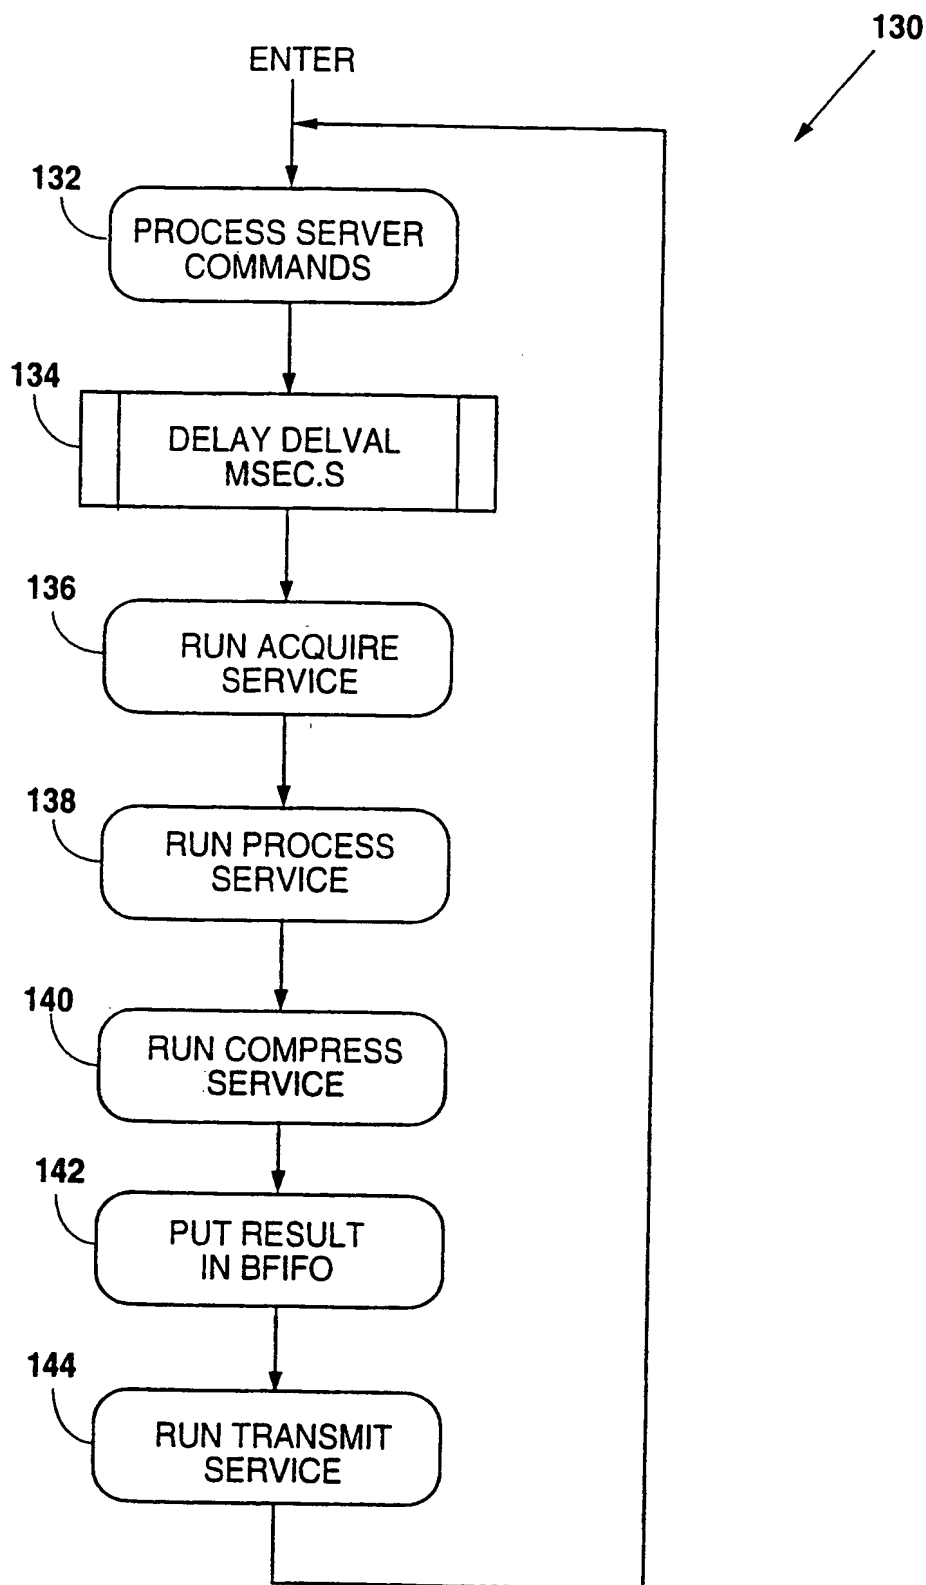 130
ENTER
132
PROCESS SERVER
COMMANDS
134
DELAY DELVAL
MSEC.S
136
RUN ACQUIRE
SERVICE
138
RUN PROCESS
SERVICE
140
RUN COMPRESS
SERVICE
142
PUT RESULT
IN BFIFO
144
RUN TRANSMIT
SERVICE